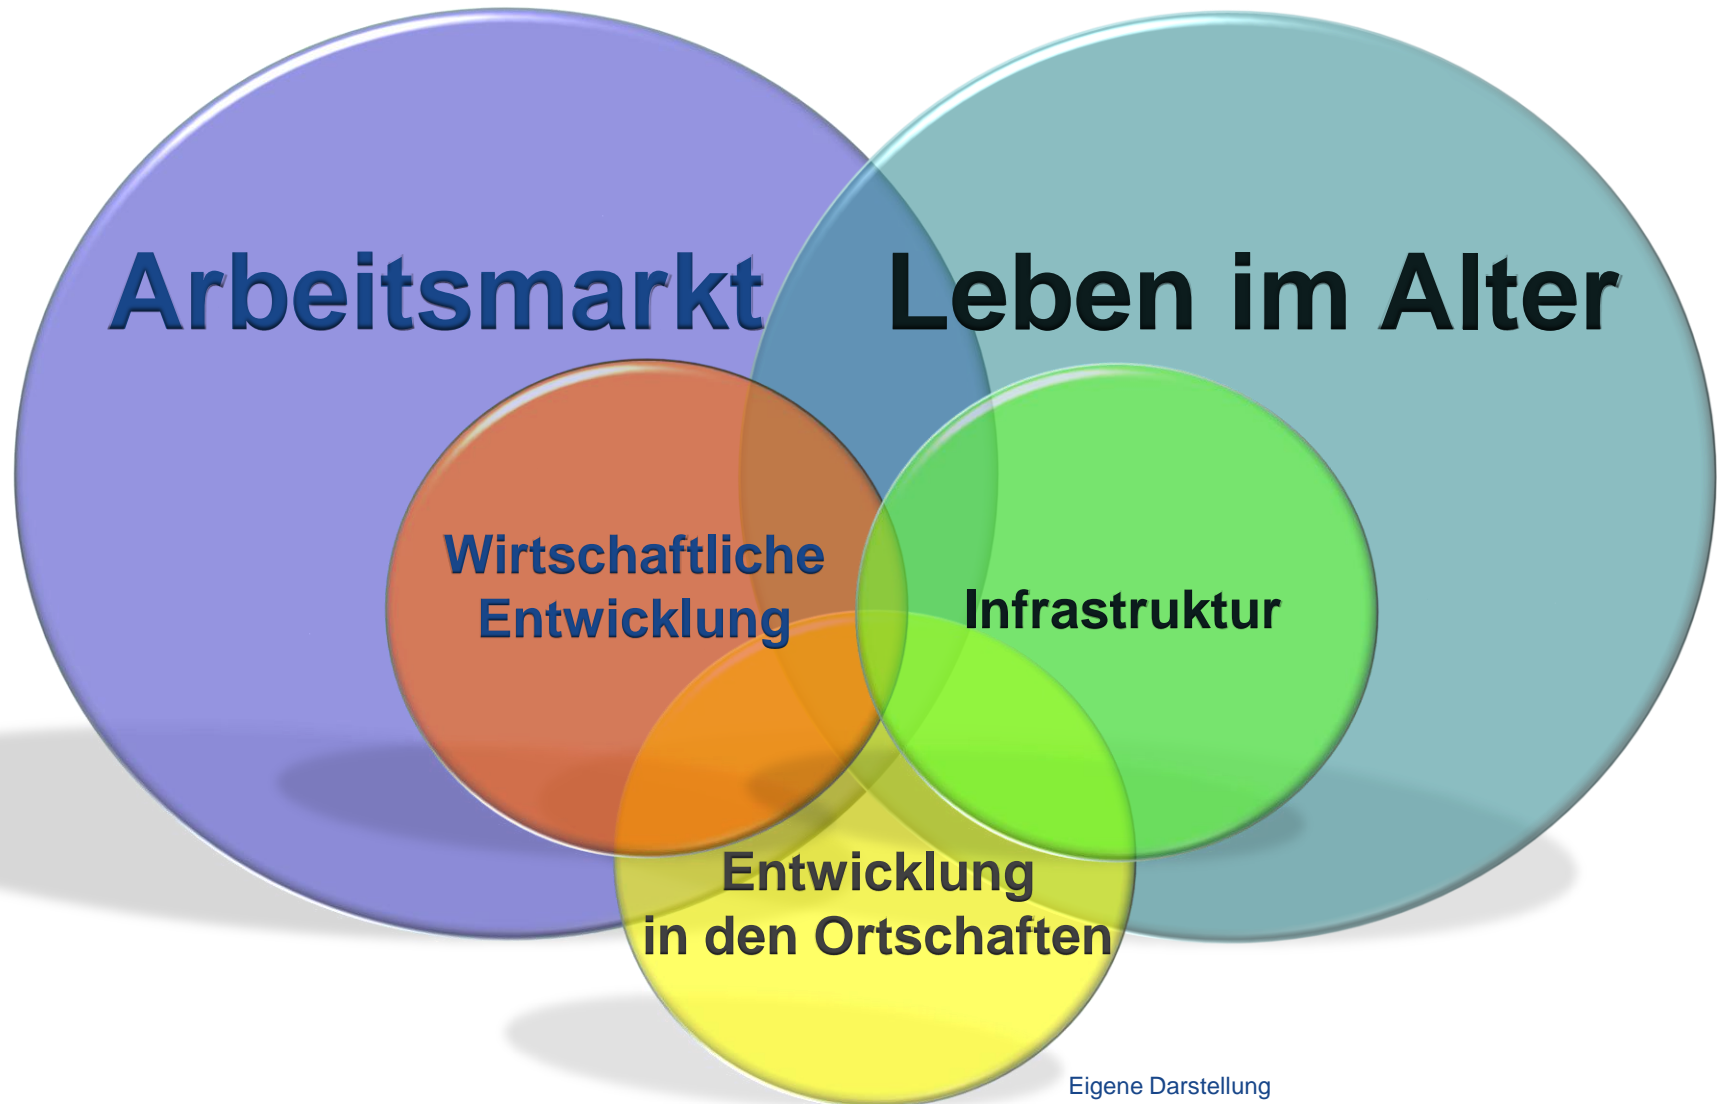 Arbeitsmarkt
Leben im Alter
Wirtschaftliche
Entwicklung
Infrastruktur
Entwicklung
in den Ortschaften
Eigene Darstellung